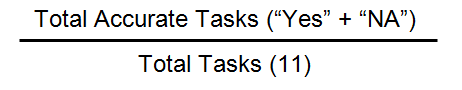 Total Accurate Tasks (“Yes” + “NA”)
Total Tasks (11)